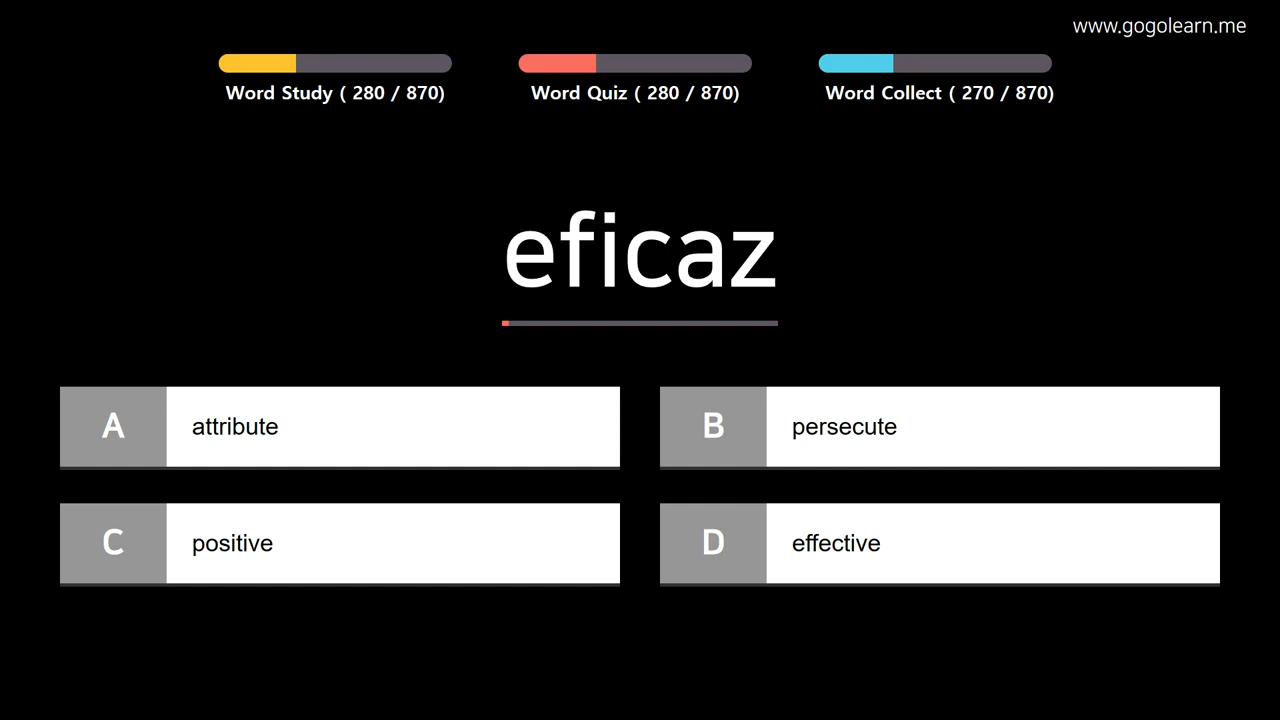 www.gogolearn.me
Word Study ( 280 / 870)
Word Quiz ( 280 / 870)
Word Collect ( 270 / 870)
eficaz
A attribute
B persecute
C positive
D effective